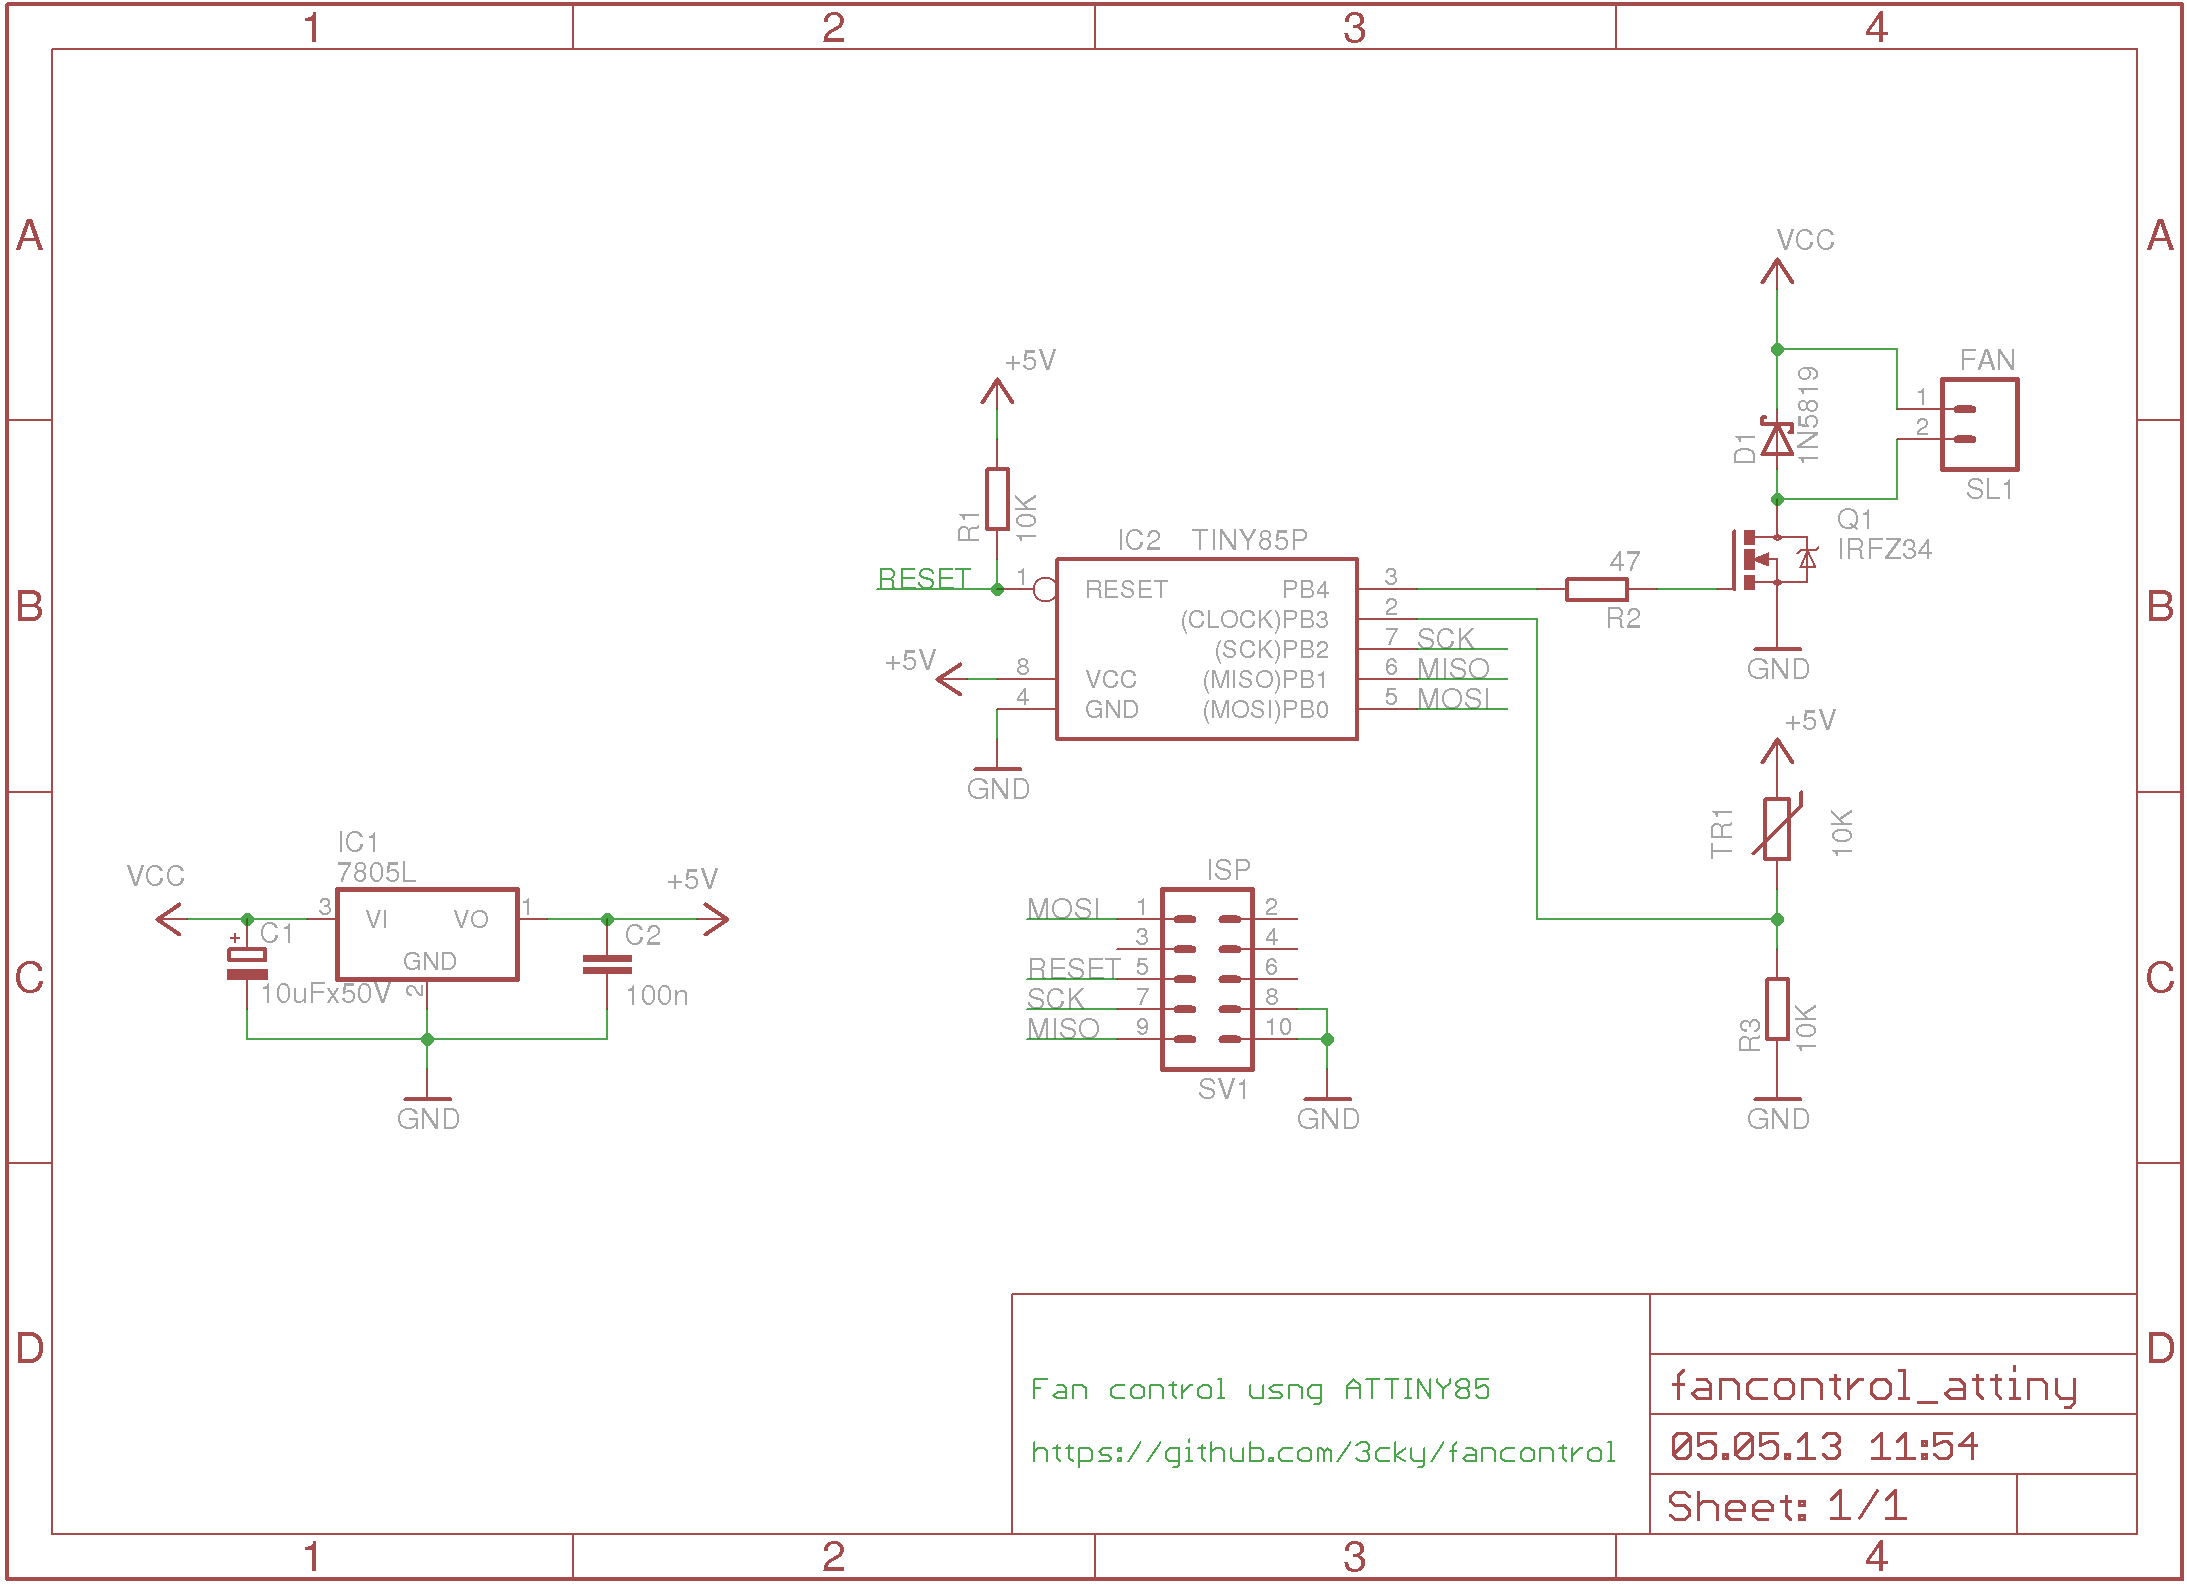 1 2 3 4
A A
VCC
+5V
FAN
1
2
SL1
D1
1N5819
B B
R1
10K
Q1
IRFZ34
IC2 TINY85P
RESET
1 RESET PB4 3
47
R2
(CLOCK)PB3 2
(SCK)PB2 7 SCK
+5V 8 VCC (MISO)PB1 6 MISO
4 GND (MOSI)PB0 5 MOSI
GND
GND
+5V
TR1
10K
C C
IC1
7805L
VCC
+5V
3 VI VO 1
GND
2
C1
+
10uFx50V
C2
100n
GND
ISP
MOSI 1 2
3 4
RESET 5 6
SCK 7 8
MISO 9 10
SV1
GND
R3
10K
GND
D D
Fan control usng ATTINY85
https://github.com/3cky/fancontrol
fancontrol_attiny
05.05.13 11:54
Sheet: 1/1
1 2 3 4